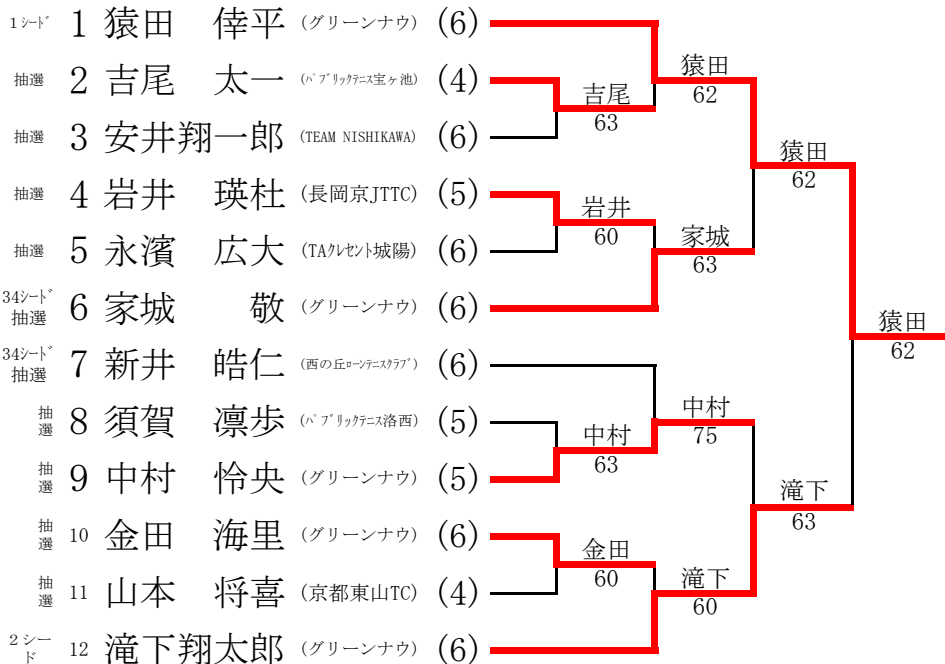 1シード 1 猿田 倖平 (グリーンナウ) (6)
抽選 2 吉尾 太一 (パブリックテニス宝ヶ池) (4)
抽選 3 安井翔一郎 (TEAM NISHIKAWA) (6)
抽選 4 岩井 瑛杜 (長岡京JTTC) (5)
抽選 5 永濱 広大 (TAクレセント城陽) (6)
34シード 抽選 6 家城 敬 (グリーンナウ) (6)
34シード 抽選 7 新井 皓仁 (西の丘ローンテニスクラブ) (6)
抽選 8 須賀 凛歩 (パブリックテニス洛西) (5)
抽選 9 中村 怜央 (グリーンナウ) (5)
抽選 10 金田 海里 (グリーンナウ) (6)
抽選 11 山本 将喜 (京都東山TC) (4)
2シード 12 滝下翔太郎 (グリーンナウ) (6)
吉尾
63
岩井
60
中村
63
金田
60
猿田
62
家城
63
中村
75
滝下
60
猿田
62
滝下
63
猿田
62